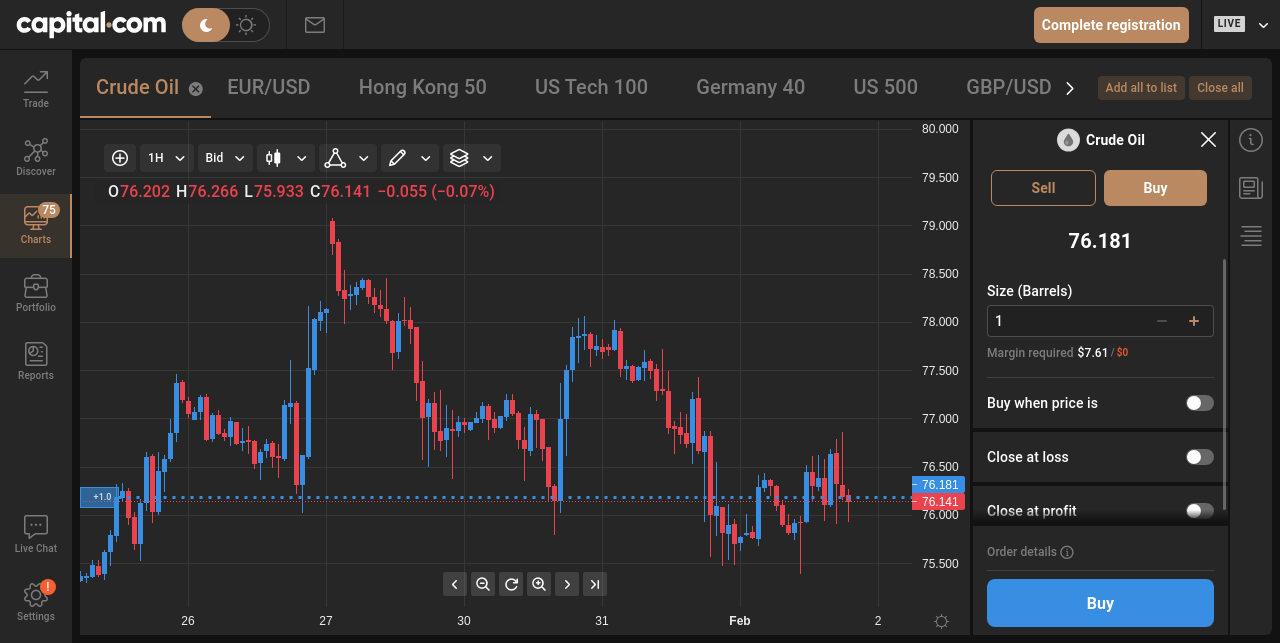 capital.com
Complete registration
LIVE
Trade
Discover
75
Charts
Portfolio
Reports
Live Chat
!
Settings
Crude Oil EUR/USD Hong Kong 50 US Tech 100 Germany 40 US 500 GBP/USD
Add all to list
Close all
1H
Bid
O76.202 H76.266 L75.933 C76.141 −0.055 (−0.07%)
80.000
79.500
79.000
78.500
78.000
77.500
77.000
76.500
76.181
76.141
76.000
75.500
+1.0
26 27 30 31 Feb 2
Crude Oil
Sell
Buy
76.181
Size (Barrels)
1
Margin required $7.61 / $0
Buy when price is
Close at loss
Close at profit
Order details
Buy